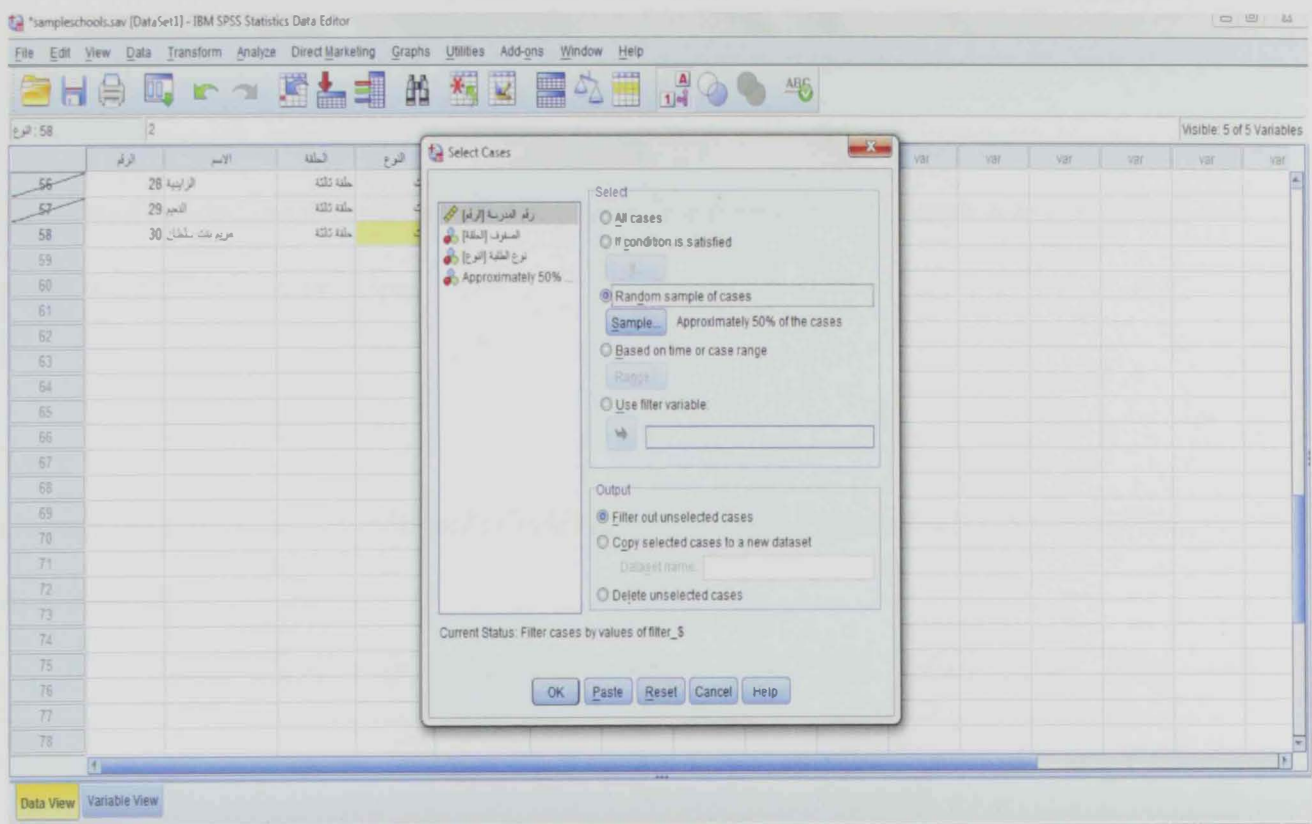 *sampleschools.sav [DataSet1] - IBM SPSS Statistics Data Editor
File Edit View Data Transform Analyze Direct Marketing Graphs Utilities Add-ons Window Help
58 : النوع 2 Visible: 5 of 5 Variables
الرقم الاسم الحلقة النوع var var var var var var
56 28 حلقة ثالثة
57 29 حلقة ثالثة
58 30 مريم بنت سلطان حلقة ثالثة
59
60
61
62
63
64
65
66
67
68
69
70
71
72
73
74
75
76
77
78
Select Cases
رقم المدرسة [الرقم]
الصفوف [الحلقة]
نوع الطلبة [النوع]
Approximately 50% ...
Select
All cases
If condition is satisfied
If...
Random sample of cases
Sample... Approximately 50% of the cases
Based on time or case range
Range...
Use filter variable:
Output
Filter out unselected cases
Copy selected cases to a new dataset
Dataset name:
Delete unselected cases
Current Status: Filter cases by values of filter_$
OK Paste Reset Cancel Help
Data View Variable View